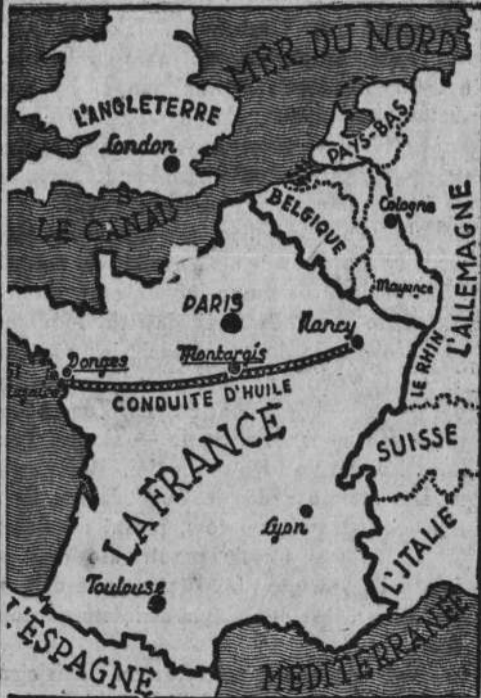 MER DU NORD
L'ANGLETERRE
London
PAYS-BAS
LE CANAL
BELGIQUE
Cologne
L'ALLEMAGNE
Mayence
PARIS
Nancy
LE RHIN
Donges
Montargis
CONDUITE D'HUILE
SUISSE
LA FRANCE
Lyon
L'ITALIE
Toulouse
L'ESPAGNE
MEDITERRANÉE